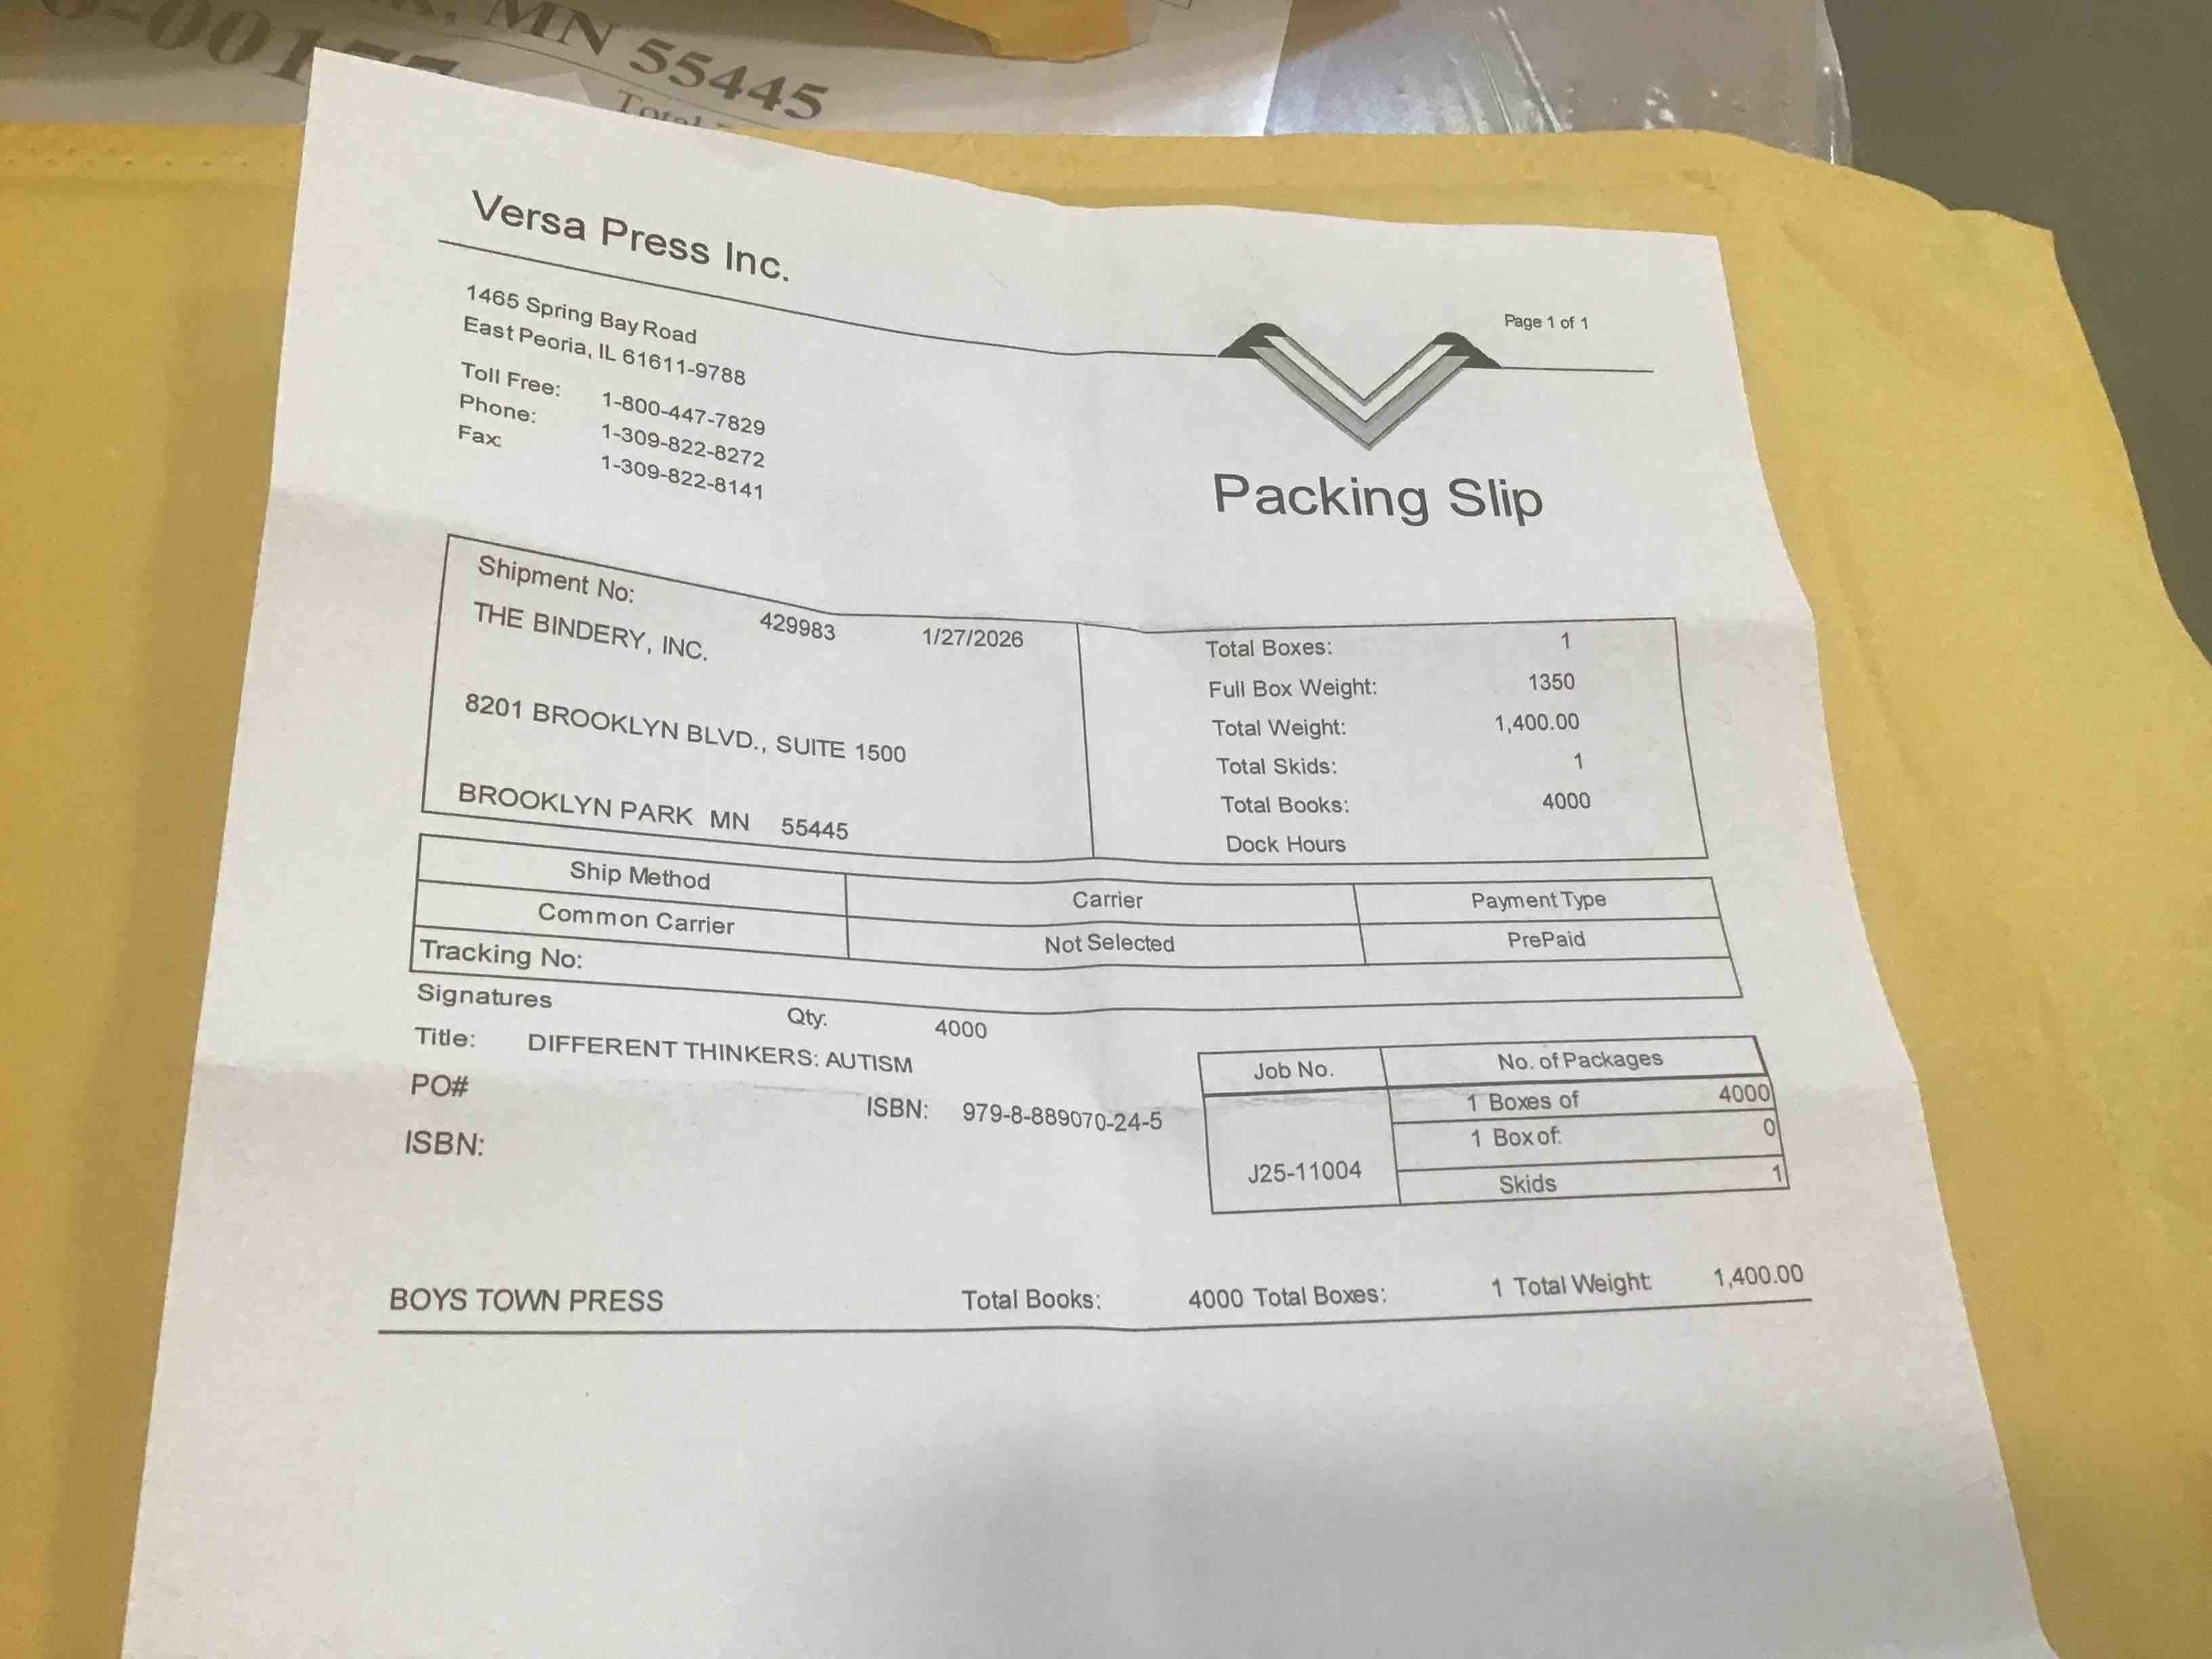 MN 55445
Versa Press Inc.
1465 Spring Bay Road
East Peoria, IL 61611-9788
Toll Free: 1-800-447-7829
Phone: 1-309-822-8272
Fax: 1-309-822-8141
Page 1 of 1
Packing Slip
Shipment No: 429983 1/27/2026
THE BINDERY, INC.
8201 BROOKLYN BLVD., SUITE 1500
BROOKLYN PARK MN 55445
Total Boxes: 1
Full Box Weight: 1350
Total Weight: 1,400.00
Total Skids: 1
Total Books: 4000
Dock Hours
Ship Method Carrier Payment Type
Common Carrier Not Selected PrePaid
Tracking No:
Signatures Qty: 4000
Title: DIFFERENT THINKERS: AUTISM
PO# ISBN: 979-8-889070-24-5
ISBN:
Job No. No. of Packages
1 Boxes of 4000
1 Box of: 0
J25-11004 Skids 1
BOYS TOWN PRESS Total Books: 4000 Total Boxes: 1 Total Weight: 1,400.00